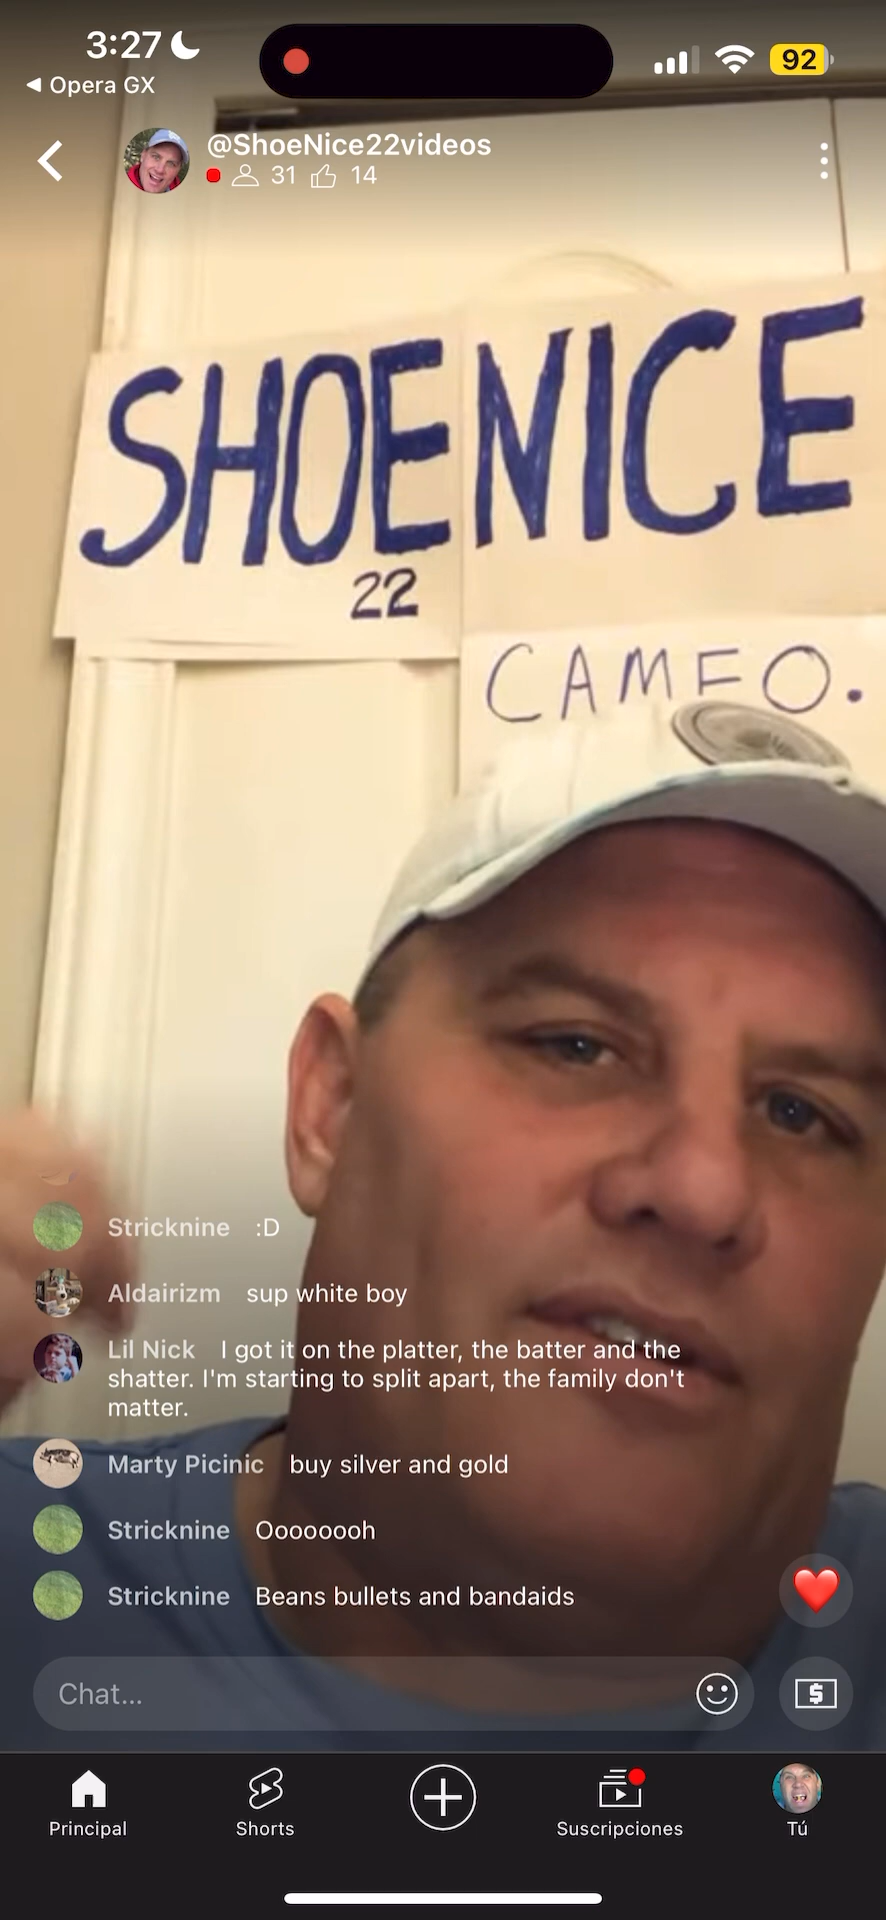 3:27
92
◀ Opera GX
@ShoeNice22videos
31 14
SHOENICE
22
CAMEO.
Stricknine :D
Aldairizm sup white boy
Lil Nick I got it on the platter, the batter and the
shatter. I'm starting to split apart, the family don't
matter.
Marty Picinic buy silver and gold
Stricknine Oooooooh
Stricknine Beans bullets and bandaids
Chat...
$
Principal
Shorts
Suscripciones
Tú